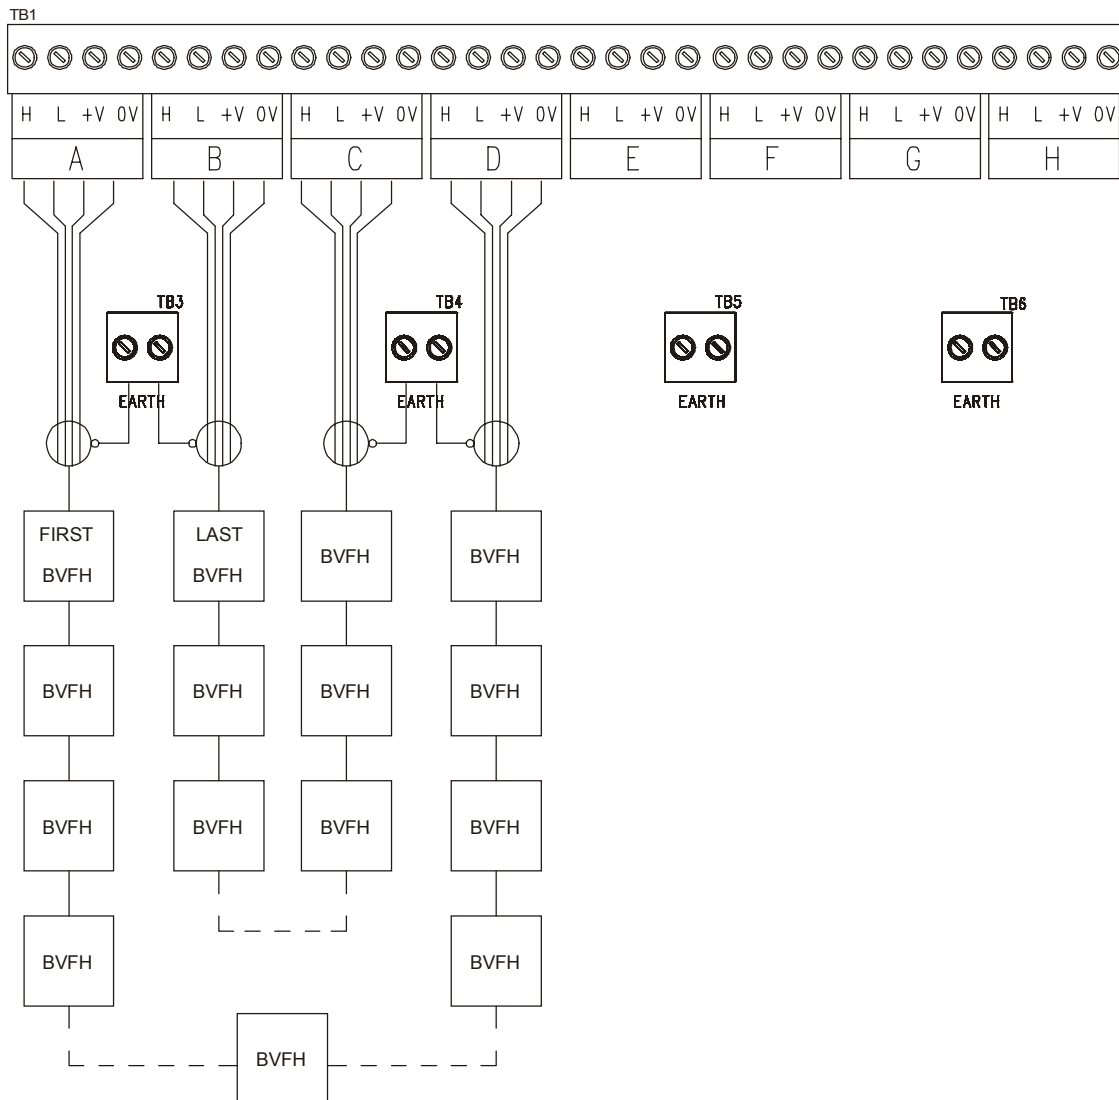 TB1
H L +V 0V H L +V 0V H L +V 0V H L +V 0V H L +V 0V H L +V 0V H L +V 0V H L +V 0V
A B C D E F G H
TB3 TB4 TB5 TB6
EARTH EARTH EARTH EARTH
FIRST LAST
BVFH BVFH BVFH BVFH
BVFH BVFH BVFH BVFH
BVFH BVFH BVFH BVFH
BVFH BVFH
BVFH